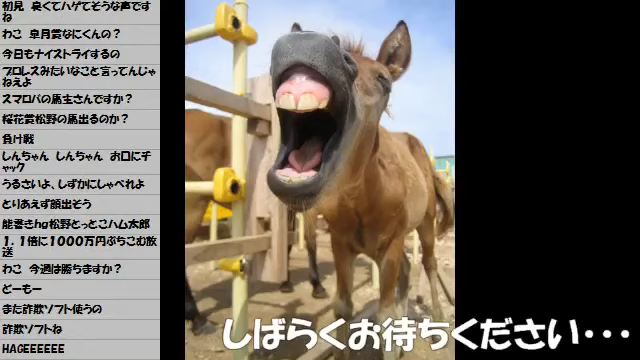 初見　臭くてハゲてそうな声です
ね
わこ　皐月賞なにくんの？
今日もナイストライするの
プロレスみたいなこと言ってんじゃ
ねえよ
スマロバの馬主さんですか？
桜花賞松野の馬出るのか？
負け戦
しんちゃん　しんちゃん　お口にチ
ャック
うるさいよ、しずかにしゃべれよ
とりあえず顔出そう
能書きhg松野とっとこハム太郎
１．１倍に１０００万円ぶちこむ放
送
わこ　今週は勝ちますか？
どーもー
また詐欺ソフト使うの
詐欺ソフトね
HAGEEEEEE
しばらくお待ちください・・・